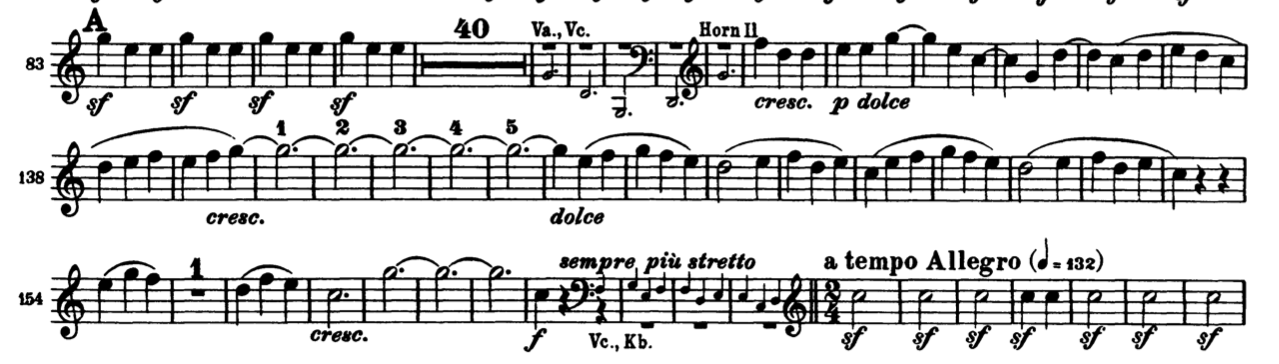 A
40 Va., Vc. Horn II
83
sf sf sf sf cresc. p dolce
1 2 3 4 5
138
cresc. dolce
1 sempre più stretto a tempo Allegro (♩= 132)
154
2
4
cresc. f Vc., Kb. sf sf sf sf sf sf sf